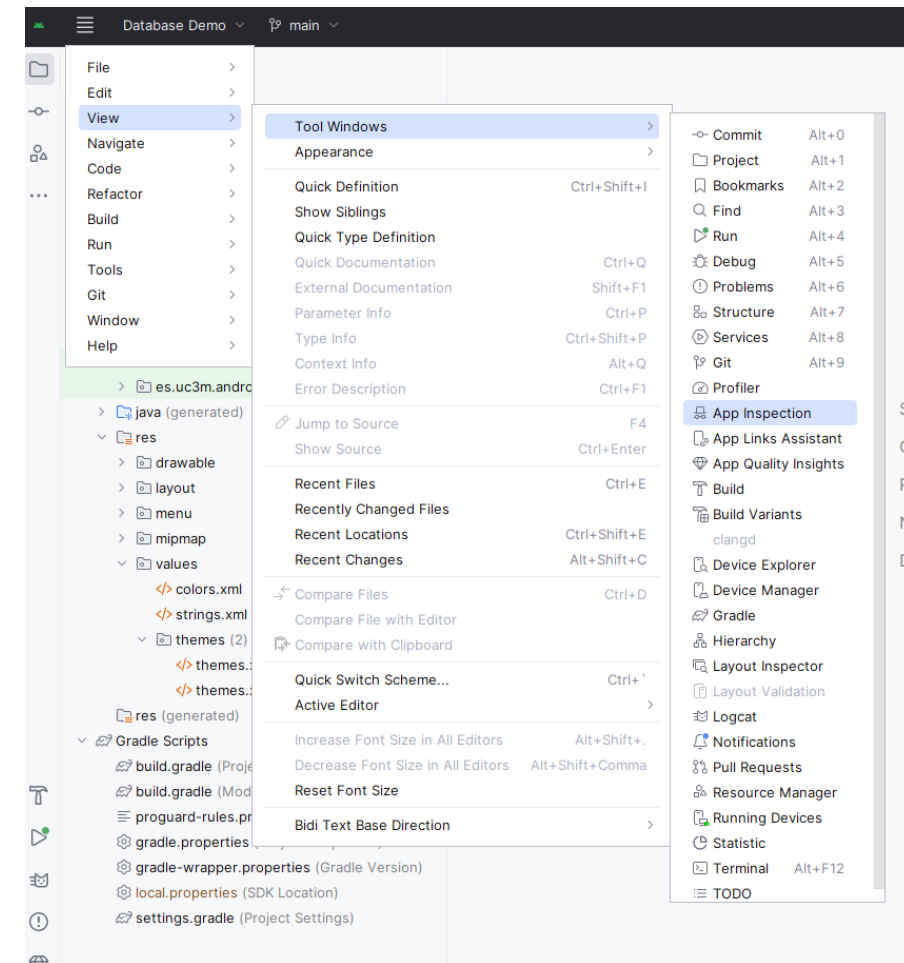 Database Demo
main
File
Edit
View
Navigate
Code
Refactor
Build
Run
Tools
Git
Window
Help
es.uc3m.andro
java (generated)
res
drawable
layout
menu
mipmap
values
colors.xml
strings.xml
themes (2)
themes.
themes.
res (generated)
Gradle Scripts
build.gradle (Proje
build.gradle (Mod
proguard-rules.pr
gradle.properties
gradle-wrapper.properties (Gradle Version)
local.properties (SDK Location)
settings.gradle (Project Settings)
Tool Windows
Appearance
Quick Definition Ctrl+Shift+I
Show Siblings
Quick Type Definition
Quick Documentation Ctrl+Q
External Documentation Shift+F1
Parameter Info Ctrl+P
Type Info Ctrl+Shift+P
Context Info Alt+Q
Error Description Ctrl+F1
Jump to Source F4
Show Source Ctrl+Enter
Recent Files Ctrl+E
Recently Changed Files
Recent Locations Ctrl+Shift+E
Recent Changes Alt+Shift+C
Compare Files Ctrl+D
Compare File with Editor
Compare with Clipboard
Quick Switch Scheme... Ctrl+`
Active Editor
Increase Font Size in All Editors Alt+Shift+.
Decrease Font Size in All Editors Alt+Shift+Comma
Reset Font Size
Bidi Text Base Direction
Commit Alt+0
Project Alt+1
Bookmarks Alt+2
Find Alt+3
Run Alt+4
Debug Alt+5
Problems Alt+6
Structure Alt+7
Services Alt+8
Git Alt+9
Profiler
App Inspection
App Links Assistant
App Quality Insights
Build
Build Variants
clangd
Device Explorer
Device Manager
Gradle
Hierarchy
Layout Inspector
Layout Validation
Logcat
Notifications
Pull Requests
Resource Manager
Running Devices
Statistic
Terminal Alt+F12
TODO